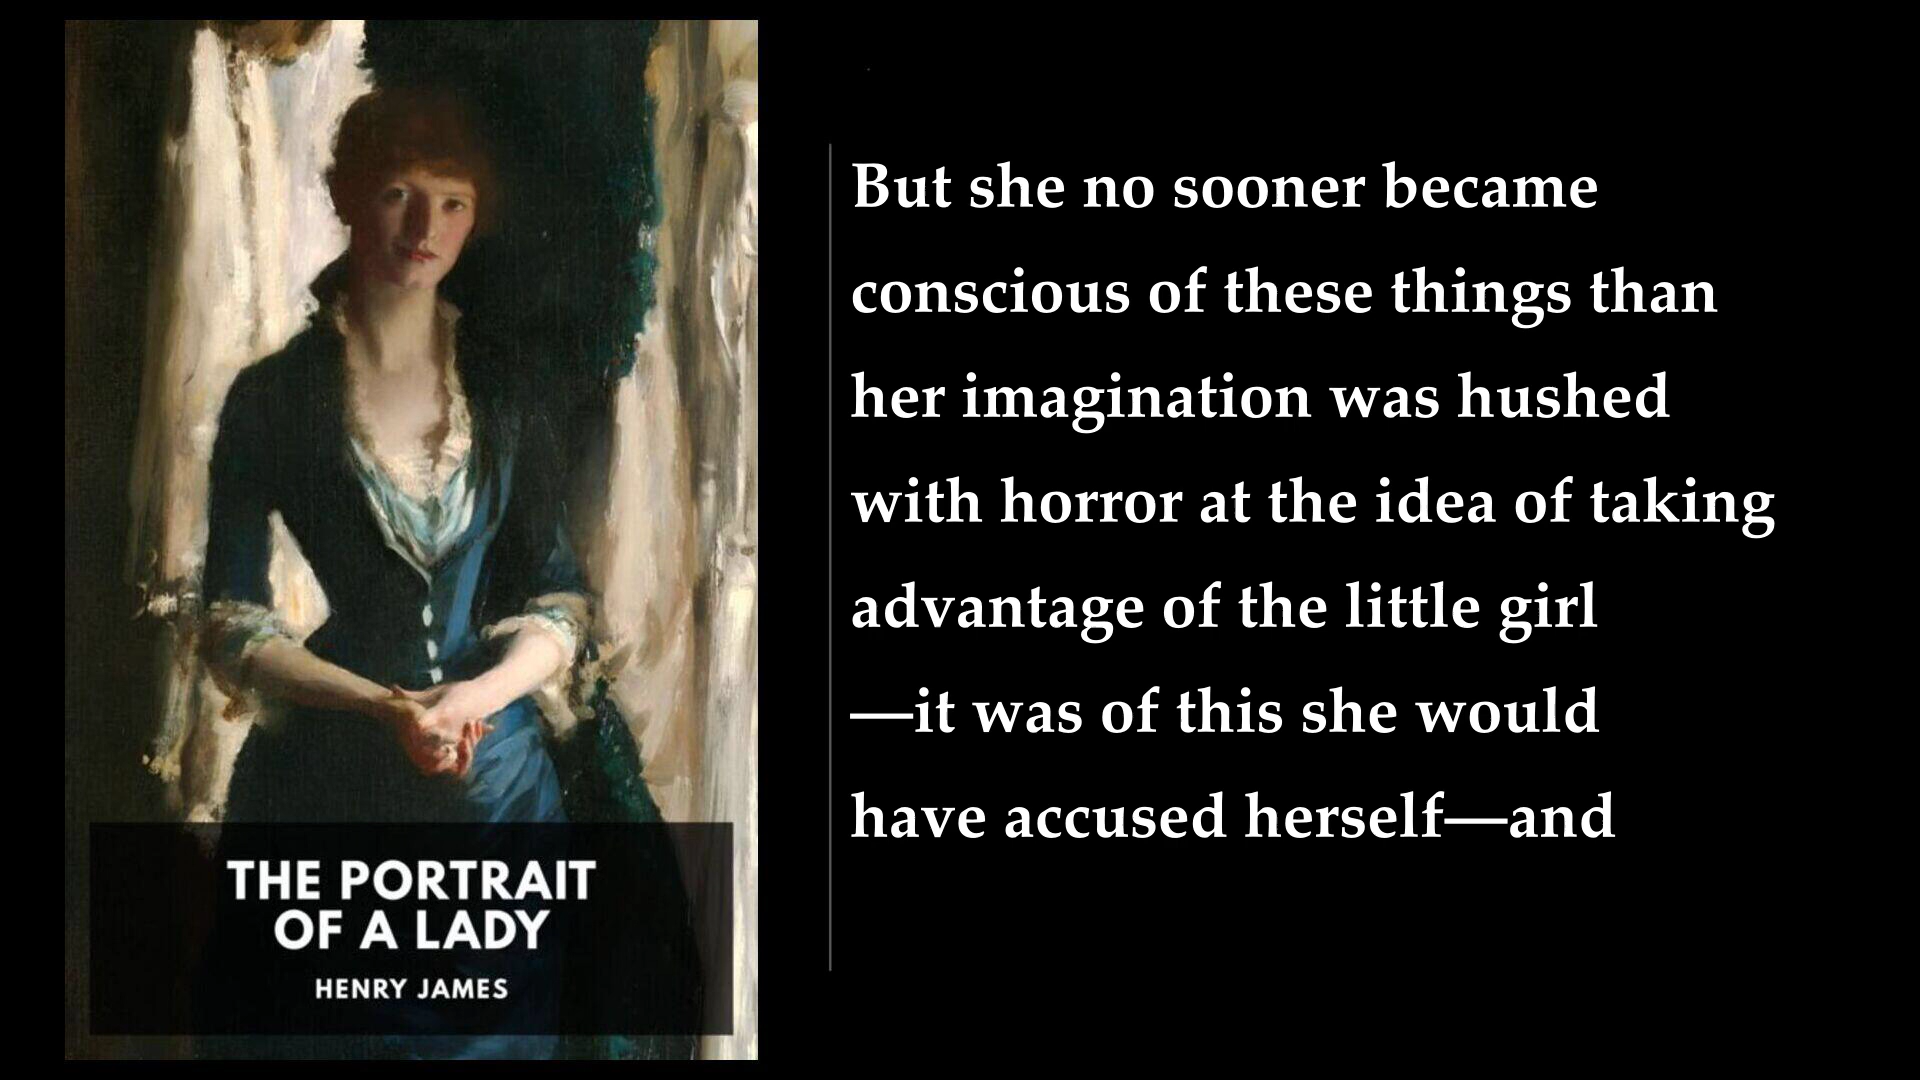 THE PORTRAIT
OF A LADY
HENRY JAMES
But she no sooner became
conscious of these things than
her imagination was hushed
with horror at the idea of taking
advantage of the little girl
—it was of this she would
have accused herself—and